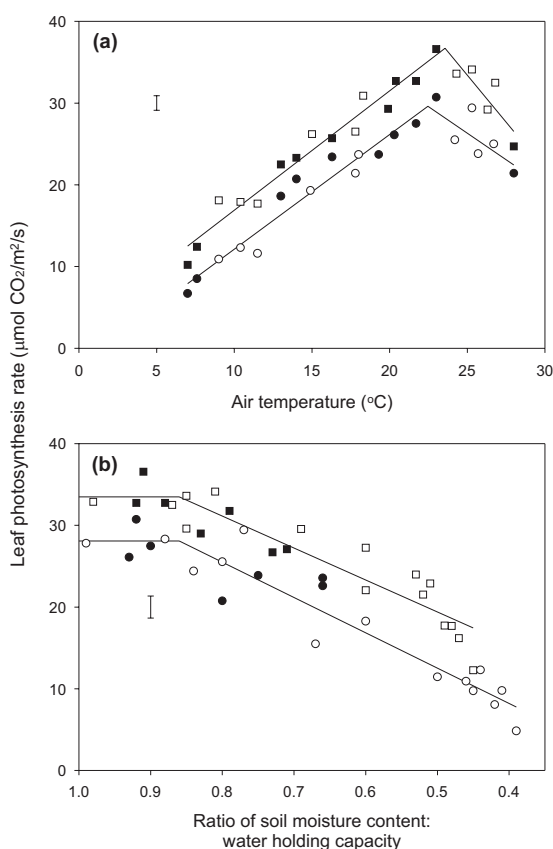 (a)
40
30
20
10
0
0 5 10 15 20 25 30
Air temperature (°C)
Leaf photosynthesis rate (μmol CO₂/m²/s)
(b)
40
30
20
10
0
1.0 0.9 0.8 0.7 0.6 0.5 0.4
Ratio of soil moisture content:
water holding capacity